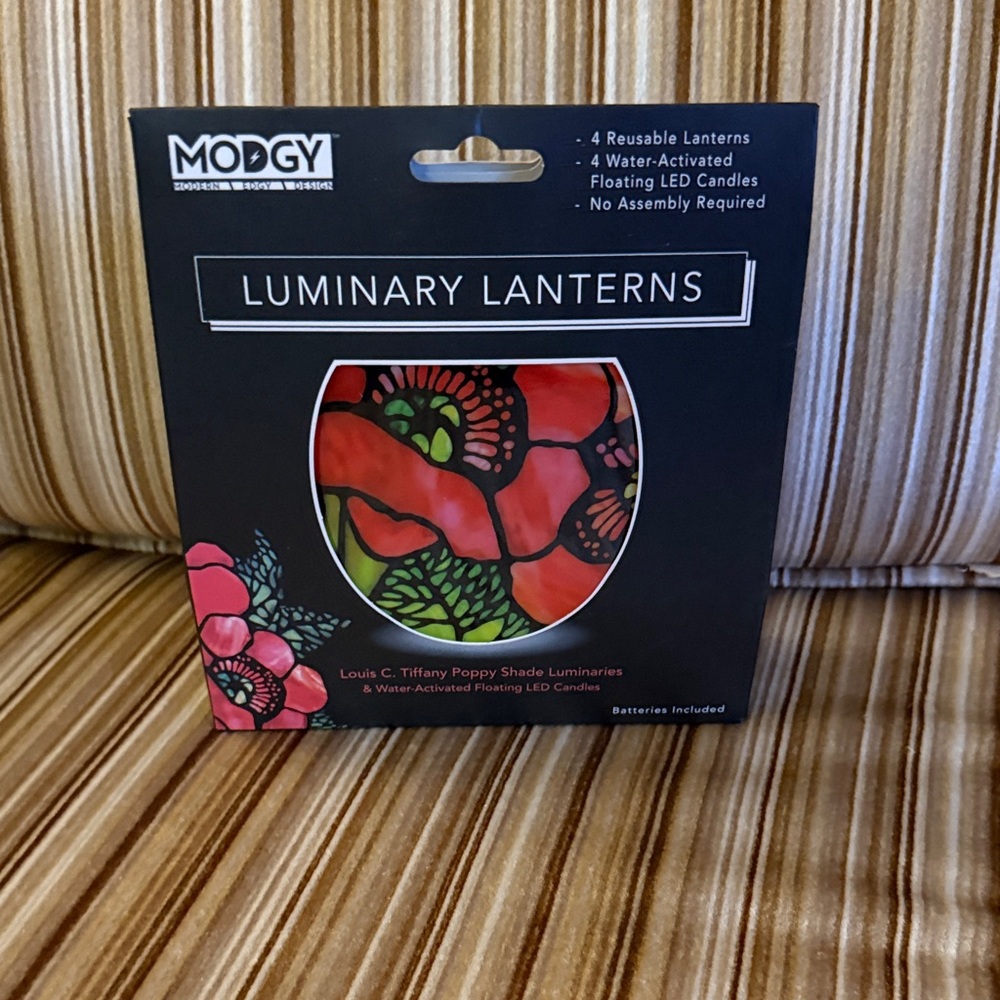 MODGY™
MODERN \ EDGY \ DESIGN
- 4 Reusable Lanterns
- 4 Water-Activated
Floating LED Candles
- No Assembly Required
LUMINARY LANTERNS
Louis C. Tiffany Poppy Shade Luminaries
& Water-Activated Floating LED Candles
Batteries Included